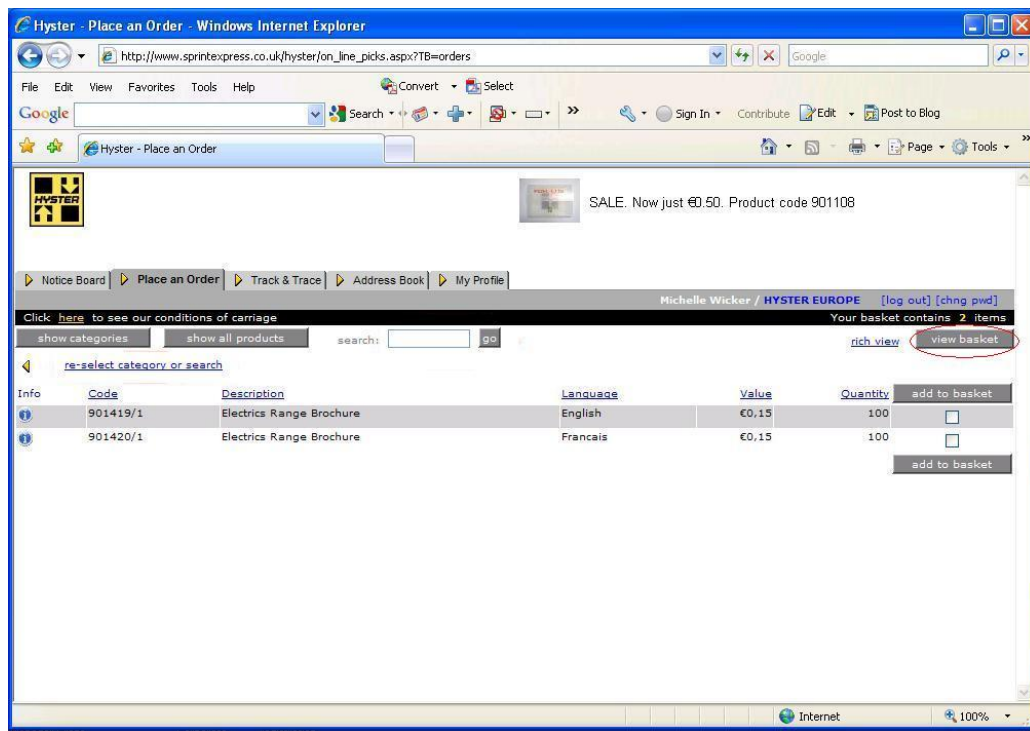 Hyster - Place an Order - Windows Internet Explorer
http://www.sprintexpress.co.uk/hyster/on_line_picks.aspx?TB=orders
Google
File Edit View Favorites Tools Help
Convert Select
Google
Search
Sign In
Contribute Edit Post to Blog
Hyster - Place an Order
Page Tools
HYSTER
SALE. Now just €0.50. Product code 901108
Notice Board Place an Order Track & Trace Address Book My Profile
Michelle Wicker / HYSTER EUROPE [log out] [chng pwd]
Click here to see our conditions of carriage Your basket contains 2 items
show categories show all products search: go rich view view basket
re-select category or search
Info Code Description Language Value Quantity add to basket
901419/1 Electrics Range Brochure English €0,15 100
901420/1 Electrics Range Brochure Francais €0,15 100
add to basket
Internet 100%